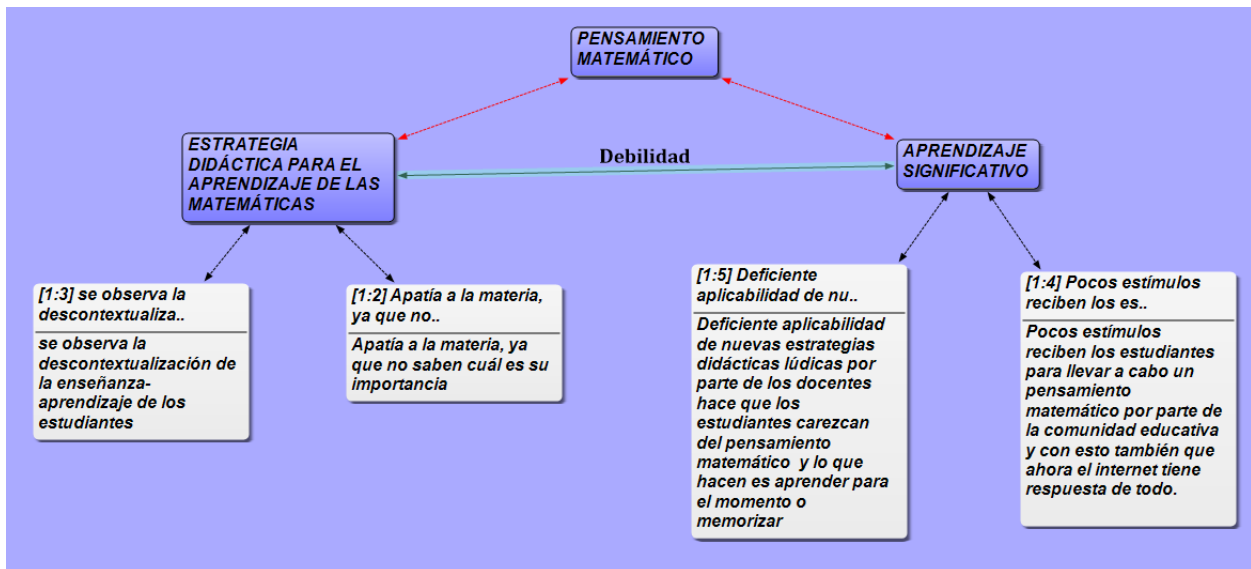 PENSAMIENTO
MATEMÁTICO
ESTRATEGIA
DIDÁCTICA PARA EL
APRENDIZAJE DE LAS
MATEMÁTICAS
Debilidad
APRENDIZAJE
SIGNIFICATIVO
[1:3] se observa la
descontextualiza..
se observa la
descontextualización de
la enseñanza-
aprendizaje de los
estudiantes
[1:2] Apatía a la materia,
ya que no..
Apatía a la materia, ya
que no saben cuál es su
importancia
[1:5] Deficiente
aplicabilidad de nu..
Deficiente aplicabilidad
de nuevas estrategias
didácticas lúdicas por
parte de los docentes
hace que los
estudiantes carezcan
del pensamiento
matemático y lo que
hacen es aprender para
el momento o
memorizar
[1:4] Pocos estímulos
reciben los es..
Pocos estímulos
reciben los estudiantes
para llevar a cabo un
pensamiento
matemático por parte de
la comunidad educativa
y con esto también que
ahora el internet tiene
respuesta de todo.